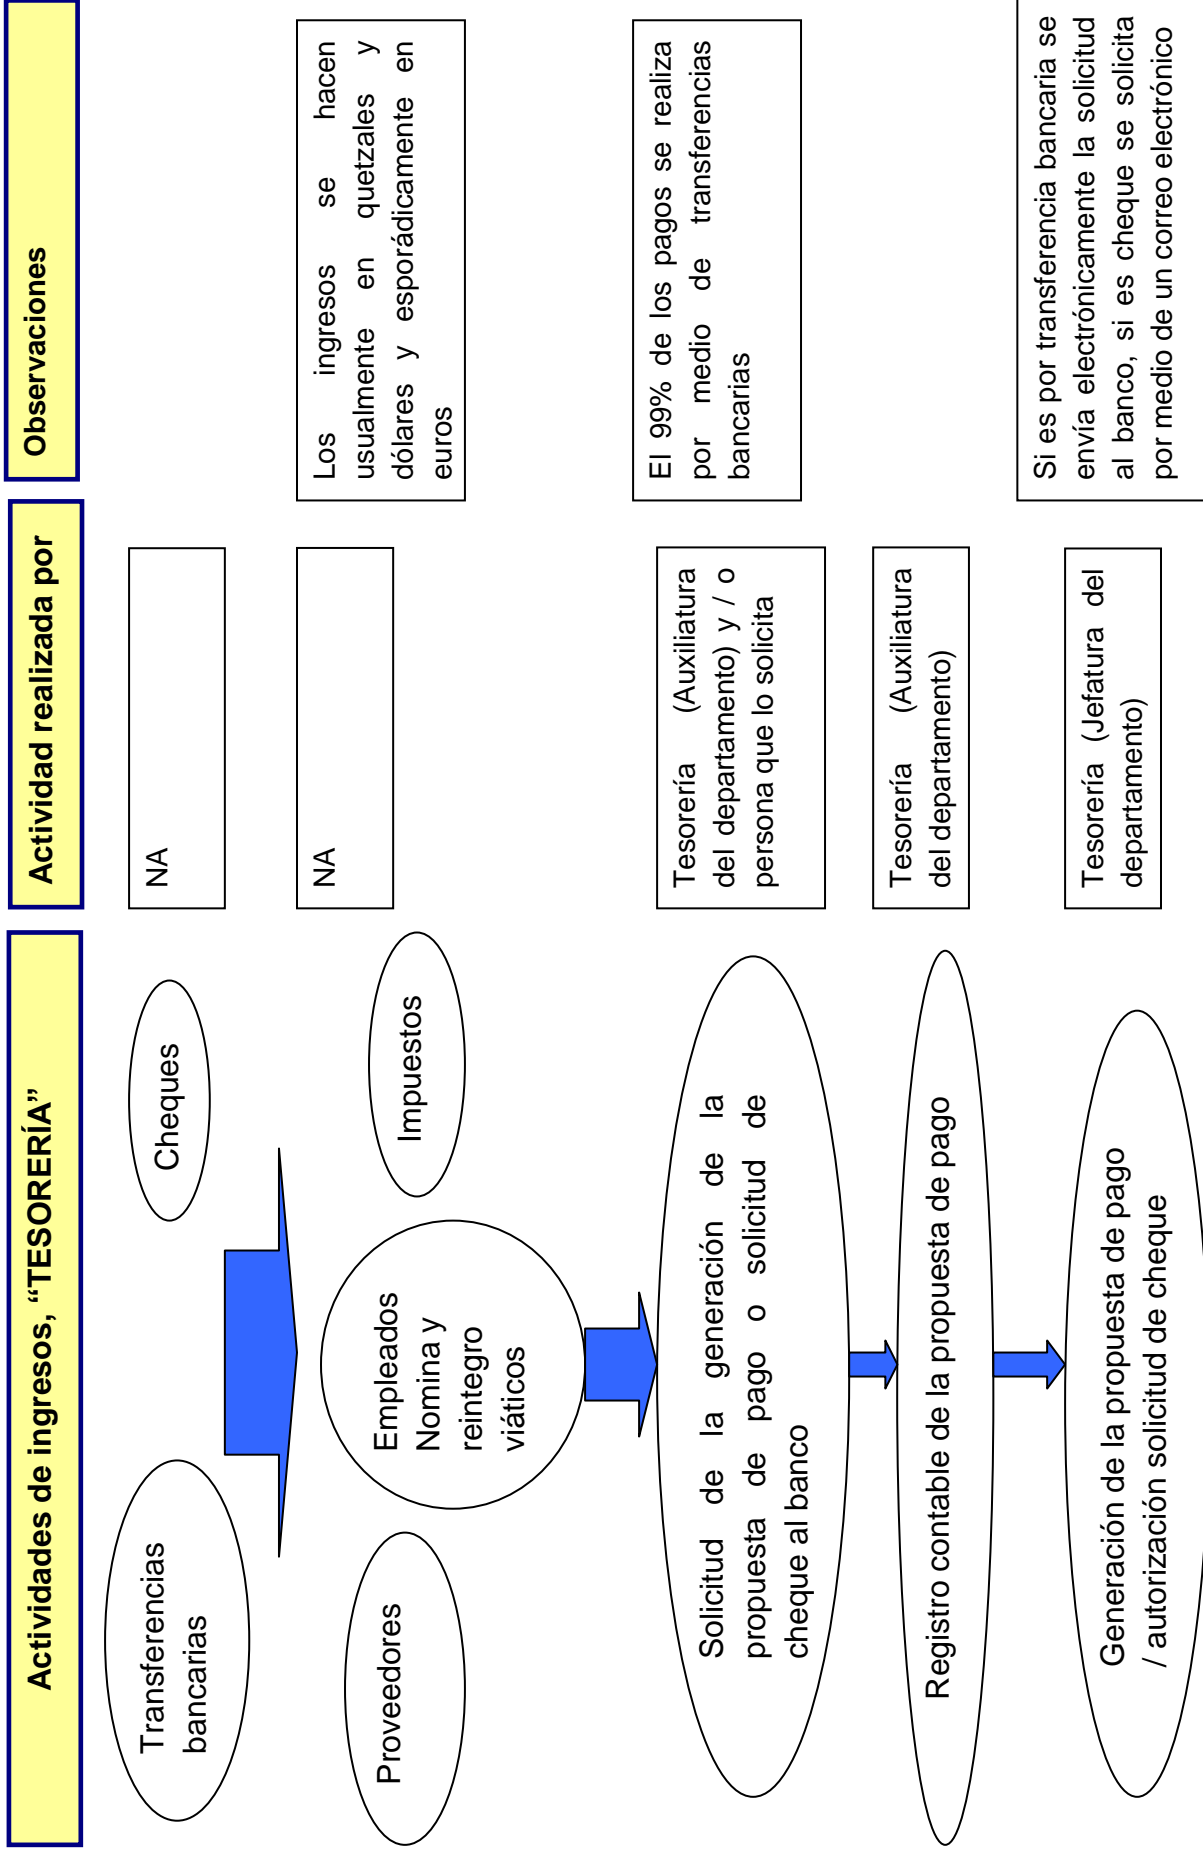 Actividades de ingresos, “TESORERÍA”
Actividad realizada por
Observaciones
Transferencias
bancarias
Cheques
NA
Proveedores
Empleados
Nomina y
reintegro
viáticos
Impuestos
NA
Los ingresos se hacen
usualmente en quetzales y
dólares y esporádicamente en
euros
Solicitud de la generación de la
propuesta de pago o solicitud de
cheque al banco
Tesorería (Auxiliatura
del departamento) y / o
persona que lo solicita
El 99% de los pagos se realiza
por medio de transferencias
bancarias
Registro contable de la propuesta de pago
Tesorería (Auxiliatura
del departamento)
Generación de la propuesta de pago
/ autorización solicitud de cheque
Tesorería (Jefatura del
departamento)
Si es por transferencia bancaria se
envía electrónicamente la solicitud
al banco, si es cheque se solicita
por medio de un correo electrónico